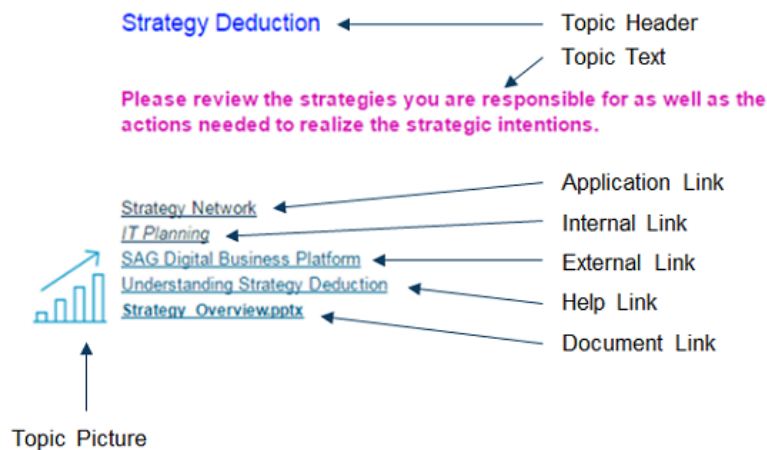 Strategy Deduction
Topic Header
Topic Text
Please review the strategies you are responsible for as well as the
actions needed to realize the strategic intentions.
Application Link
Strategy Network
Internal Link
IT Planning
SAG Digital Business Platform
External Link
Understanding Strategy Deduction
Help Link
Strategy Overview.pptx
Document Link
Topic Picture